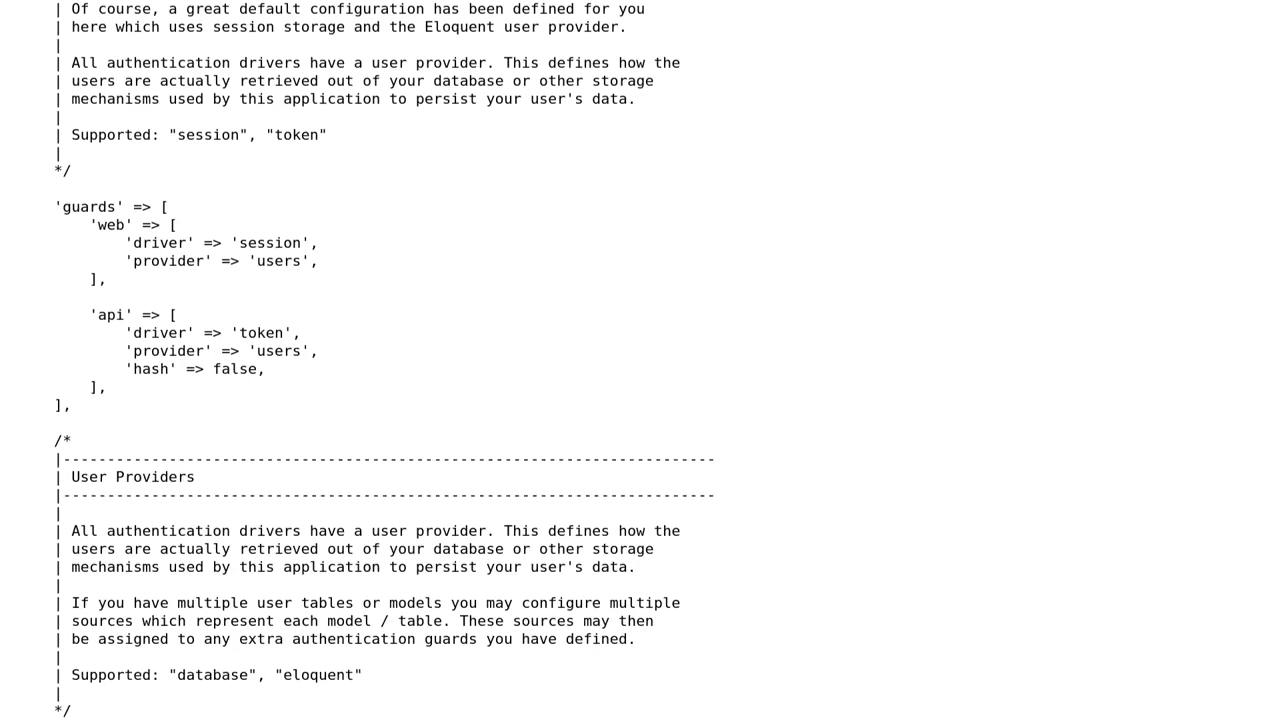 | Of course, a great default configuration has been defined for you
| here which uses session storage and the Eloquent user provider.
|
| All authentication drivers have a user provider. This defines how the
| users are actually retrieved out of your database or other storage
| mechanisms used by this application to persist your user's data.
|
| Supported: "session", "token"
|
*/

'guards' => [
    'web' => [
        'driver' => 'session',
        'provider' => 'users',
    ],

    'api' => [
        'driver' => 'token',
        'provider' => 'users',
        'hash' => false,
    ],
],

/*
|--------------------------------------------------------------------------
| User Providers
|--------------------------------------------------------------------------
|
| All authentication drivers have a user provider. This defines how the
| users are actually retrieved out of your database or other storage
| mechanisms used by this application to persist your user's data.
|
| If you have multiple user tables or models you may configure multiple
| sources which represent each model / table. These sources may then
| be assigned to any extra authentication guards you have defined.
|
| Supported: "database", "eloquent"
|
*/